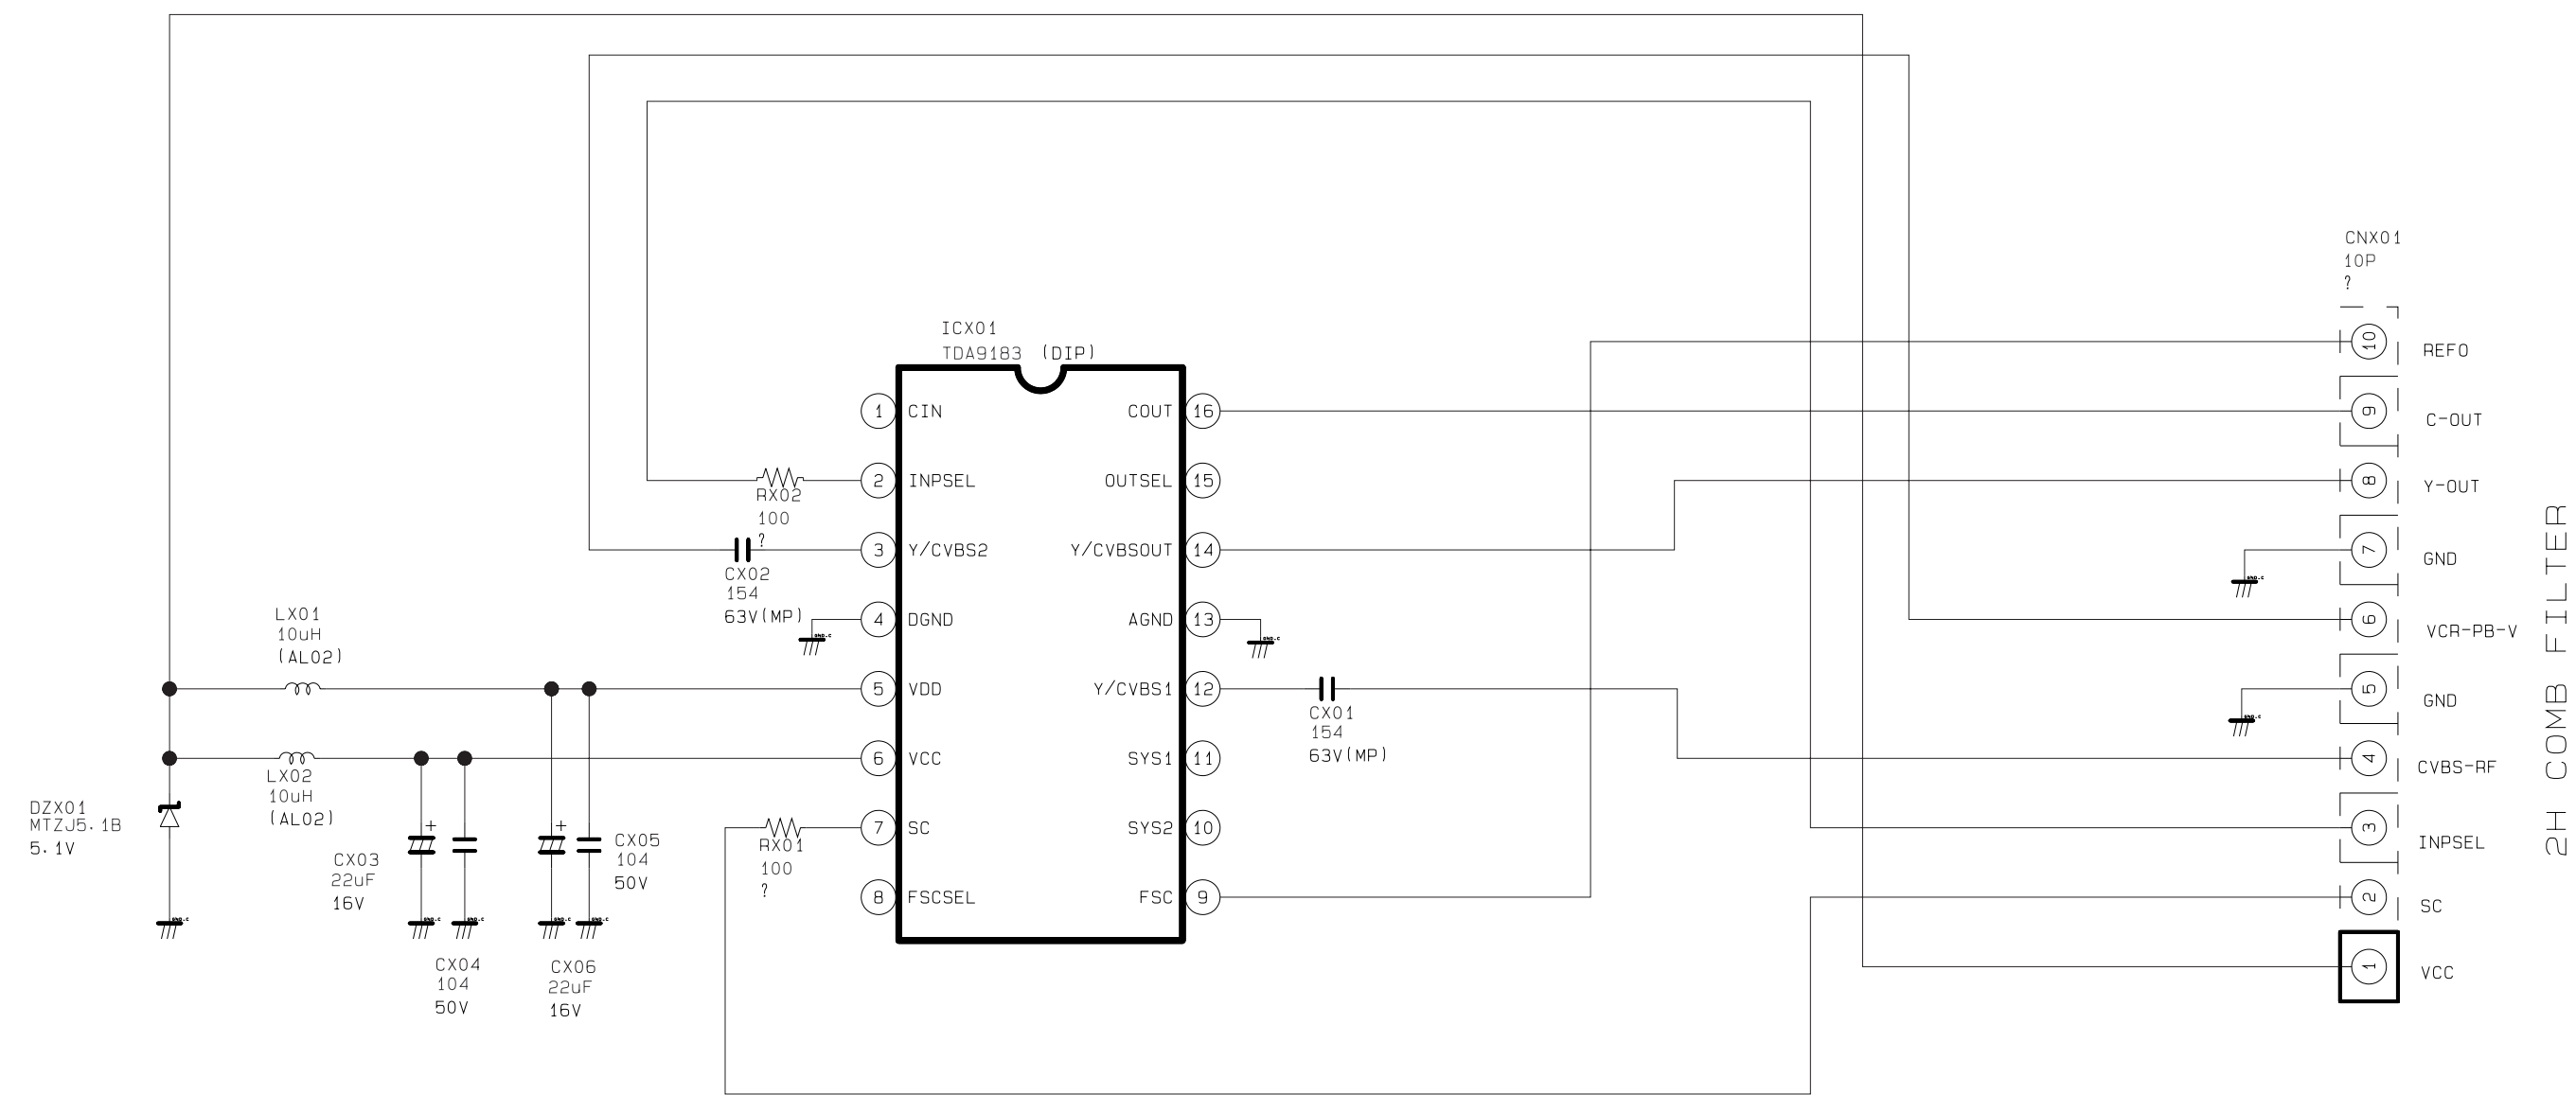 CNX01
10P
?
ICX01
TDA9183 (DIP)
10 REFO
1 CIN
COUT 16
9 C-OUT
2 INPSEL
OUTSEL 15
8 Y-OUT
RX02
100
?
3 Y/CVBS2
Y/CVBSOUT 14
7 GND
CX02
154
63V(MP)
4 DGND
AGND 13
6 VCR-PB-V
LX01
10uH
(AL02)
5 VDD
Y/CVBS1 12
5 GND
CX01
154
63V(MP)
6 VCC
SYS1 11
4 CVBS-RF
LX02
10uH
(AL02)
DZX01
MTZJ5.1B
5.1V
7 SC
SYS2 10
3 INPSEL
RX01
100
?
CX03
22uF
16V
CX05
104
50V
8 FSCSEL
FSC 9
2 SC
CX04
104
50V
CX06
22uF
16V
1 VCC
2H COMB FILTER